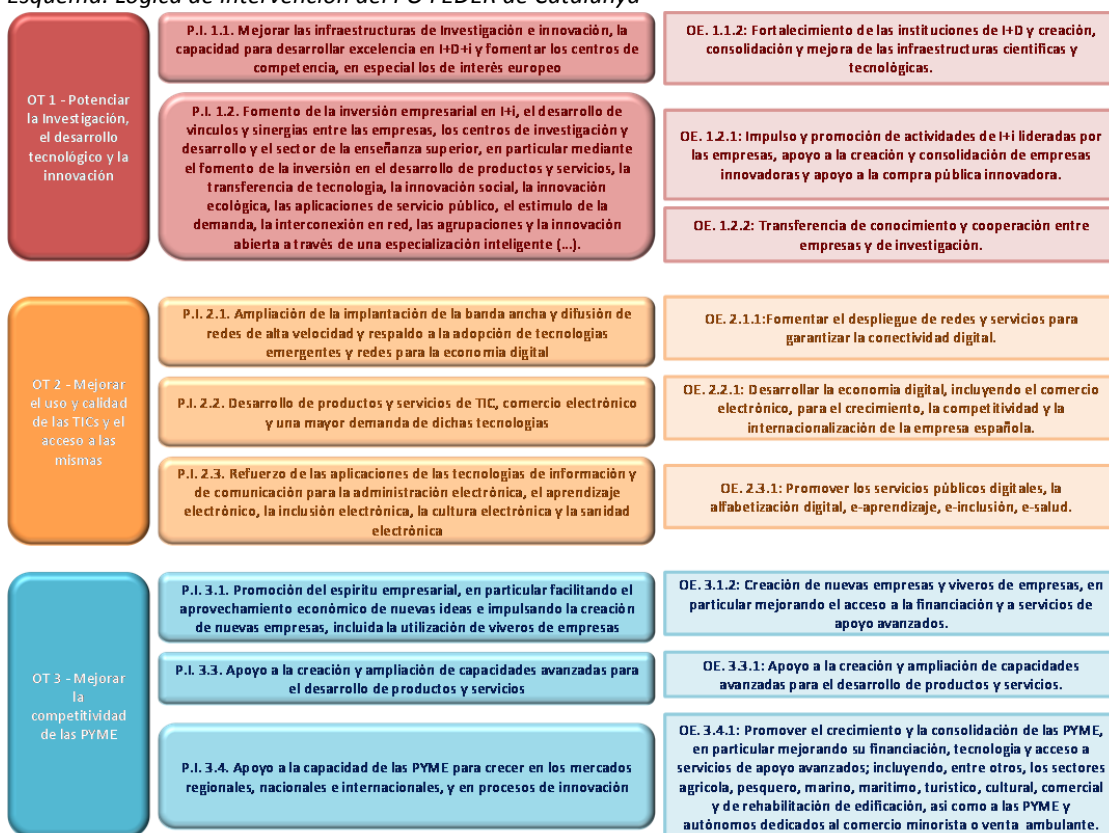 Esquema: Lógica de intervención del PO FEDER de Catalunya
OT 1 - Potenciar
la Investigación,
el desarrollo
tecnológico y la
innovación
P.I. 1.1. Mejorar las infraestructuras de Investigación e innovación, la
capacidad para desarrollar excelencia en I+D+i y fomentar los centros de
competencia, en especial los de interés europeo
OE. 1.1.2: Fortalecimiento de las instituciones de I+D y creación,
consolidación y mejora de las infraestructuras científicas y
tecnológicas.
P.I. 1.2. Fomento de la inversión empresarial en I+i, el desarrollo de
vínculos y sinergias entre las empresas, los centros de investigación y
desarrollo y el sector de la enseñanza superior, en particular mediante
el fomento de la inversión en el desarrollo de productos y servicios, la
transferencia de tecnología, la innovación social, la innovación
ecológica, las aplicaciones de servicio público, el estímulo de la
demanda, la interconexión en red, las agrupaciones y la innovación
abierta a través de una especialización inteligente (...).
OE. 1.2.1: Impulso y promoción de actividades de I+i lideradas por
las empresas, apoyo a la creación y consolidación de empresas
innovadoras y apoyo a la compra pública innovadora.
OE. 1.2.2: Transferencia de conocimiento y cooperación entre
empresas y de investigación.
OT 2 - Mejorar
el uso y calidad
de las TICs y el
acceso a las
mismas
P.I. 2.1. Ampliación de la implantación de la banda ancha y difusión de
redes de alta velocidad y respaldo a la adopción de tecnologías
emergentes y redes para la economía digital
OE. 2.1.1:Fomentar el despliegue de redes y servicios para
garantizar la conectividad digital.
P.I. 2.2. Desarrollo de productos y servicios de TIC, comercio electrónico
y una mayor demanda de dichas tecnologías
OE. 2.2.1: Desarrollar la economía digital, incluyendo el comercio
electrónico, para el crecimiento, la competitividad y la
internacionalización de la empresa española.
P.I. 2.3. Refuerzo de las aplicaciones de las tecnologías de información y
de comunicación para la administración electrónica, el aprendizaje
electrónico, la inclusión electrónica, la cultura electrónica y la sanidad
electrónica
OE. 2.3.1: Promover los servicios públicos digitales, la
alfabetización digital, e-aprendizaje, e-inclusión, e-salud.
OT 3 - Mejorar
la
competitividad
de las PYME
P.I. 3.1. Promoción del espíritu empresarial, en particular facilitando el
aprovechamiento económico de nuevas ideas e impulsando la creación
de nuevas empresas, incluida la utilización de viveros de empresas
OE. 3.1.2: Creación de nuevas empresas y viveros de empresas, en
particular mejorando el acceso a la financiación y a servicios de
apoyo avanzados.
P.I. 3.3. Apoyo a la creación y ampliación de capacidades avanzadas para
el desarrollo de productos y servicios
OE. 3.3.1: Apoyo a la creación y ampliación de capacidades
avanzadas para el desarrollo de productos y servicios.
P.I. 3.4. Apoyo a la capacidad de las PYME para crecer en los mercados
regionales, nacionales e internacionales, y en procesos de innovación
OE. 3.4.1: Promover el crecimiento y la consolidación de las PYME,
en particular mejorando su financiación, tecnología y acceso a
servicios de apoyo avanzados; incluyendo, entre otros, los sectores
agrícola, pesquero, marino, marítimo, turístico, cultural, comercial
y de rehabilitación de edificación, así como a las PYME y
autónomos dedicados al comercio minorista o venta ambulante.